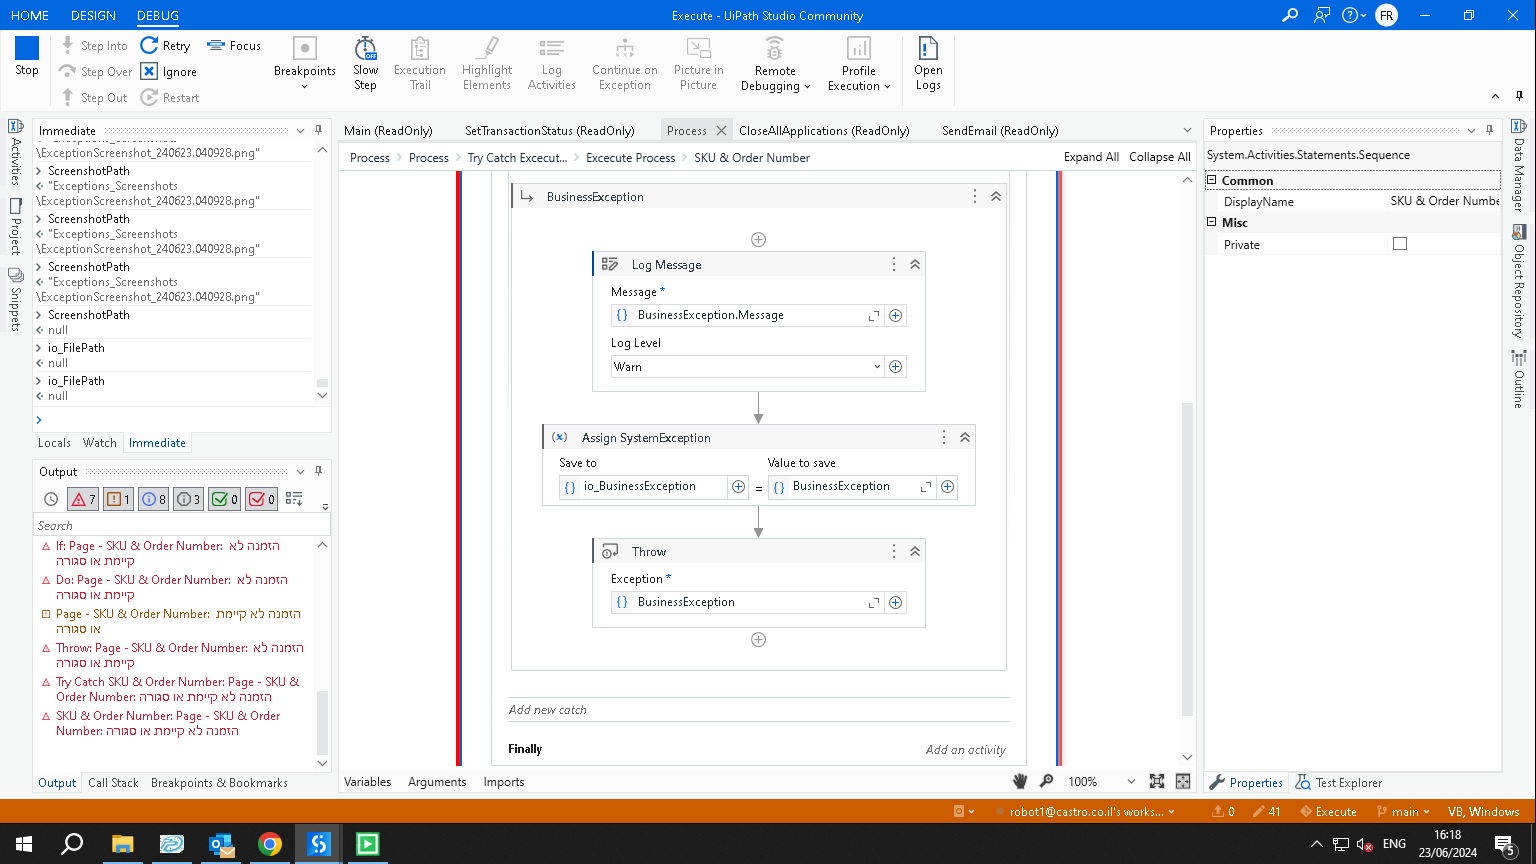 HOME DESIGN DEBUG
Execute - UiPath Studio Community
FR
Stop
Step Into
Step Over
Step Out
Retry
Ignore
Restart
Focus
Breakpoints
Slow Step
Execution Trail
Highlight Elements
Log Activities
Continue on Exception
Picture in Picture
Remote Debugging
Profile Execution
Open Logs
Activities
Project
Snippets
Immediate
\ExceptionScreenshot_240623.040928.png"
ScreenshotPath
"Exceptions_Screenshots
\ExceptionScreenshot_240623.040928.png"
ScreenshotPath
"Exceptions_Screenshots
\ExceptionScreenshot_240623.040928.png"
ScreenshotPath
"Exceptions_Screenshots
\ExceptionScreenshot_240623.040928.png"
ScreenshotPath
null
io_FilePath
null
io_FilePath
null
Locals Watch Immediate
Output
7 1 8 3 0 0
Search
If: Page - SKU & Order Number: הזמנה לא
קיימת או סגורה
Do: Page - SKU & Order Number: הזמנה לא
קיימת או סגורה
Page - SKU & Order Number: הזמנה לא קיימת
או סגורה
Throw: Page - SKU & Order Number: הזמנה לא
קיימת או סגורה
Try Catch SKU & Order Number: Page - SKU &
Order Number: הזמנה לא קיימת או סגורה
SKU & Order Number: Page - SKU & Order
Number: הזמנה לא קיימת או סגורה
Output Call Stack Breakpoints & Bookmarks
Main (ReadOnly) SetTransactionStatus (ReadOnly) Process CloseAllApplications (ReadOnly) SendEmail (ReadOnly)
Process Process Try Catch Excecut... Excecute Process SKU & Order Number
Expand All Collapse All
BusinessException
Log Message
Message *
BusinessException.Message
Log Level
Warn
Assign SystemException
Save to Value to save
io_BusinessException = BusinessException
Throw
Exception *
BusinessException
Add new catch
Finally Add an activity
Variables Arguments Imports
100%
Properties
System.Activities.Statements.Sequence
Common
DisplayName SKU & Order Numbe
Misc
Private
Properties Test Explorer
Data Manager
Object Repository
Outline
robot1@castro.co.il's works... 0 41 Execute main VB, Windows
ENG
16:18
23/06/2024
5